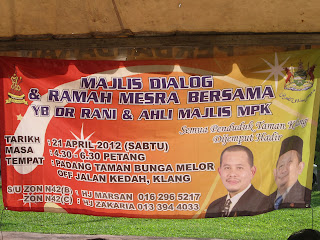 MAJLIS DIALOG
& RAMAH MESRA BERSAMA
YB DR RANI & AHLI MAJLIS MPK
Semua Penduduk Taman
Dijemput Hadir
TARIKH : 21 APRIL 2012 (SABTU)
MASA : 4:30 - 6.30 PETANG
TEMPAT : PADANG TAMAN BUNGA MELOR
OFF JALAN KEDAH, KLANG
S/U ZON N42(B) : HJ MARSAN 016 296 5217
ZON N42(C) : HJ ZAKARIA 013 394 4033